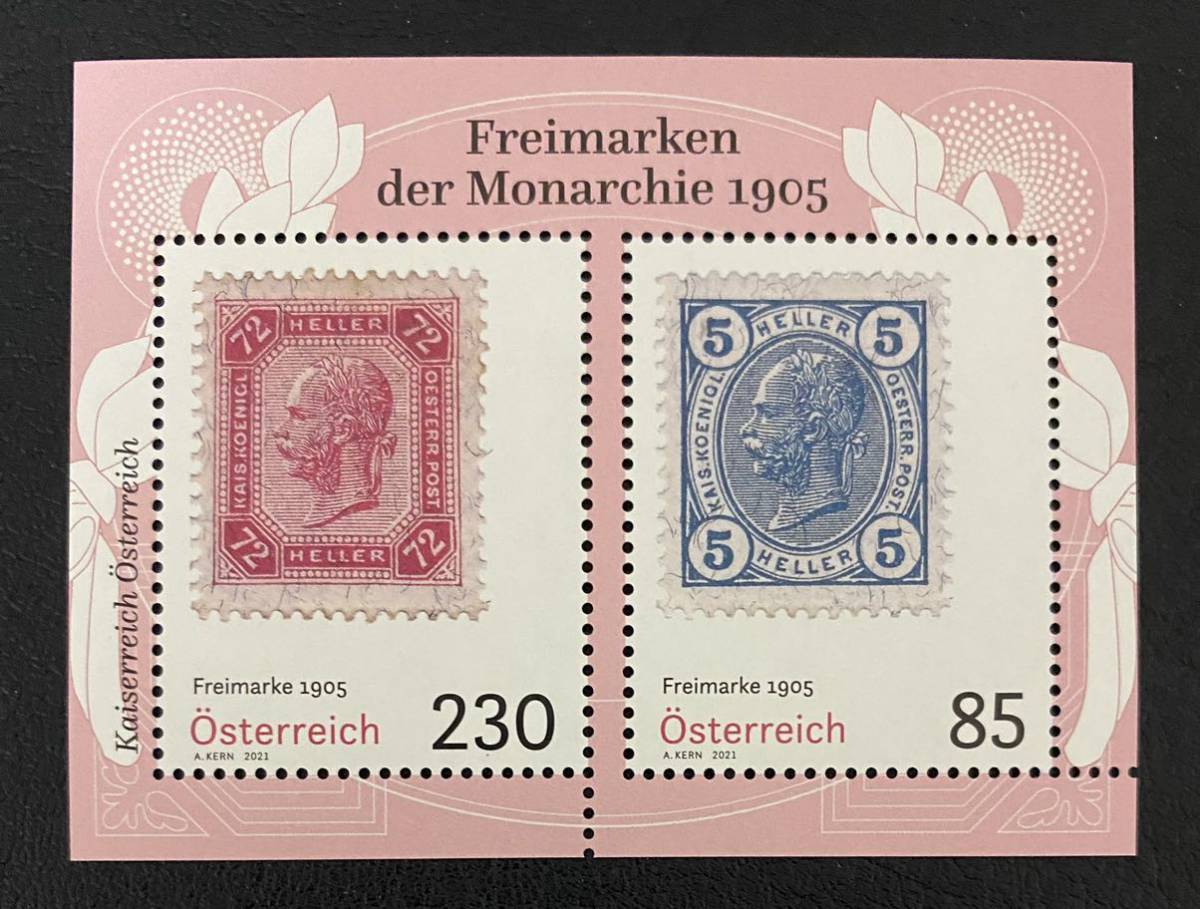 Freimarken
der Monarchie 1905
Kaiserreich Österreich
72 HELLER 72
KAIS. KOENIGL
OESTERR. POST
72 HELLER 72
Freimarke 1905
Österreich 230
A. KERN 2021
5 HELLER 5
KAIS. KOENIGL
OESTERR. POST.
5 HELLER 5
Freimarke 1905
Österreich 85
A. KERN 2021